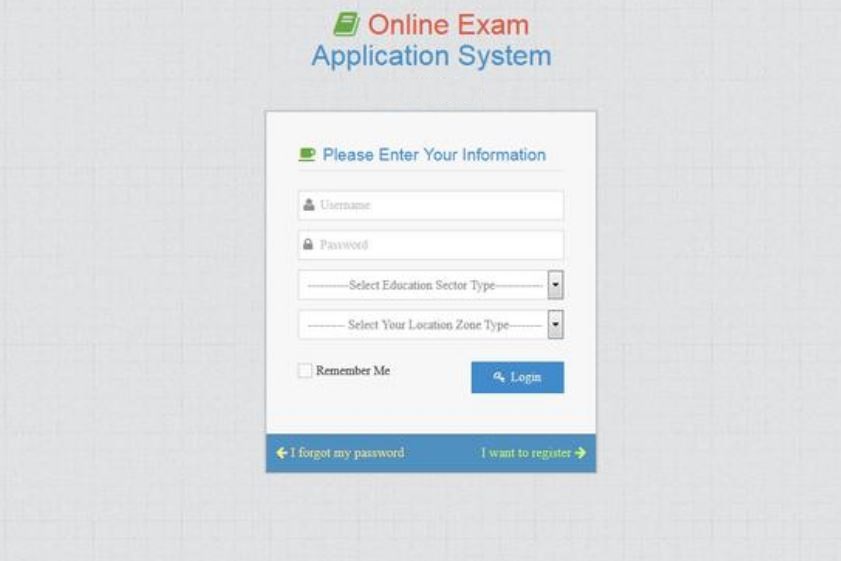 Online Exam
Application System
Please Enter Your Information
Username
Password
-----------Select Education Sector Type-------------
---------- Select Your Location Zone Type---------
Remember Me
Login
I forgot my password
I want to register